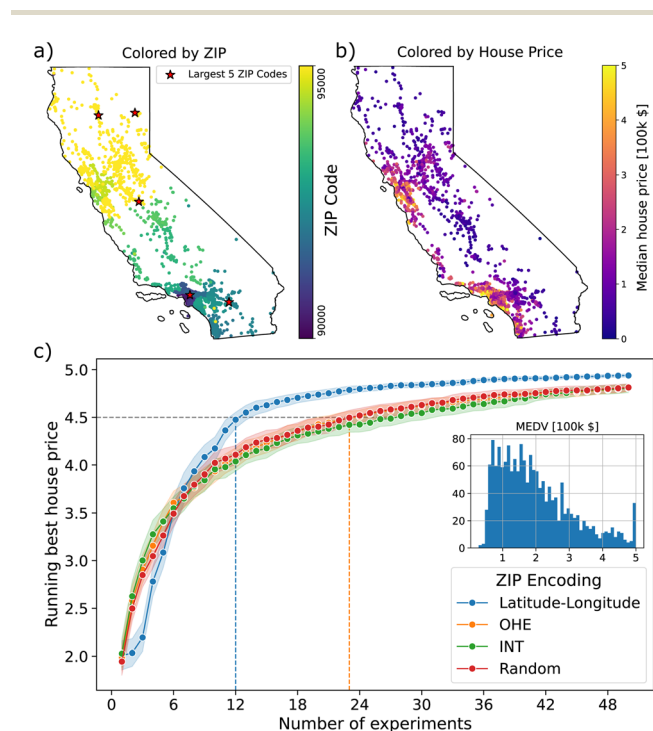 a)
Colored by ZIP
Largest 5 ZIP Codes
95000
ZIP Code
90000
b)
Colored by House Price
5
4
3
2
1
0
Median house price [100k $]
c)
5.0
4.5
4.0
3.5
3.0
2.5
2.0
Running best house price
MEDV [100k $]
80
60
40
20
0
1 2 3 4 5
ZIP Encoding
Latitude-Longitude
OHE
INT
Random
0 6 12 18 24 30 36 42 48
Number of experiments